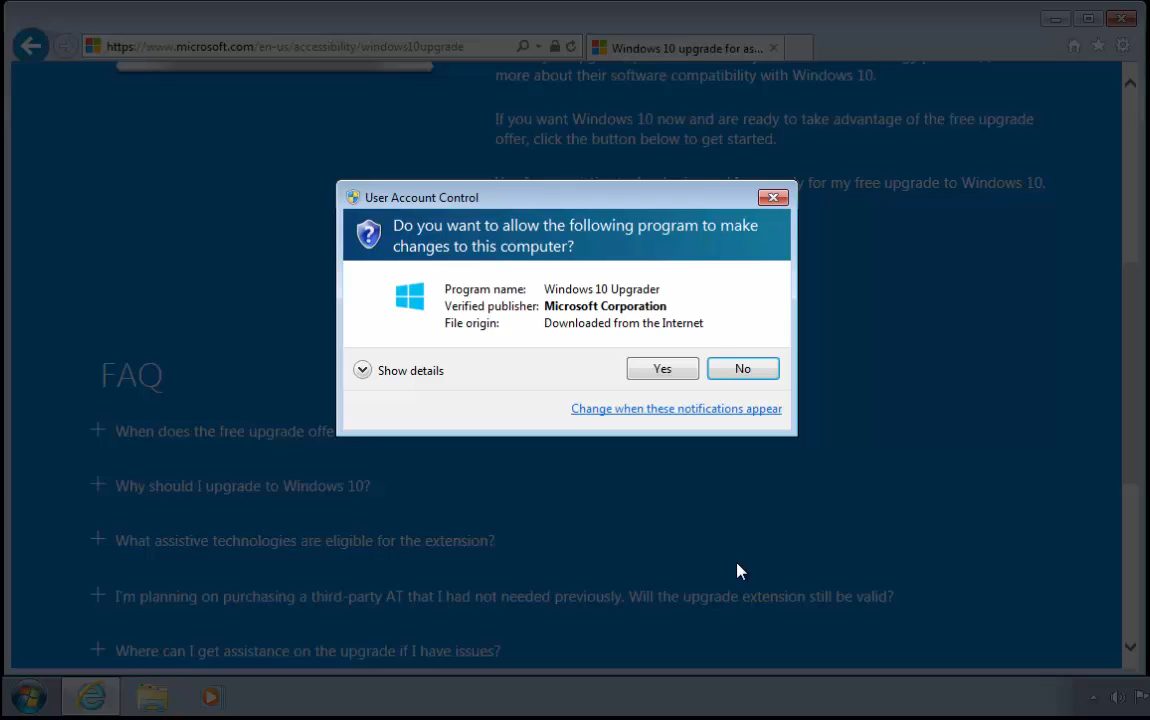 https://www.microsoft.com/en-us/accessibility/windows10upgrade
Windows 10 upgrade for as...
more about their software compatibility with Windows 10.
If you want Windows 10 now and are ready to take advantage of the free upgrade
offer, click the button below to get started.
for my free upgrade to Windows 10.
User Account Control
Do you want to allow the following program to make
changes to this computer?
Program name: Windows 10 Upgrader
Verified publisher: Microsoft Corporation
File origin: Downloaded from the Internet
Show details
Yes
No
Change when these notifications appear
FAQ
When does the free upgrade offe
Why should I upgrade to Windows 10?
What assistive technologies are eligible for the extension?
I'm planning on purchasing a third-party AT that I had not needed previously. Will the upgrade extension still be valid?
Where can I get assistance on the upgrade if I have issues?